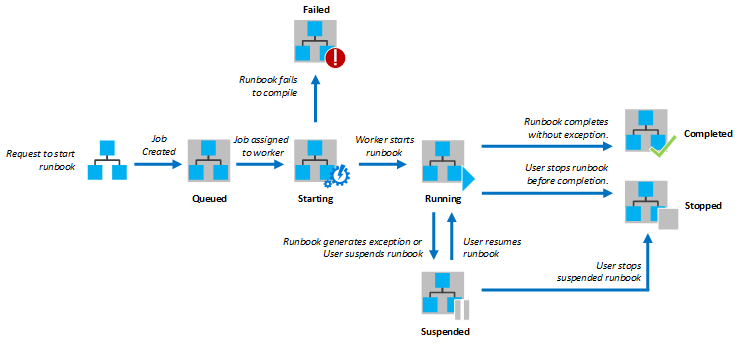 Failed
Runbook fails
to compile
Request to start
runbook
Job
Created
Queued
Job assigned
to worker
Starting
Worker starts
runbook
Running
Runbook completes
without exception.
Completed
User stops runbook
before completion.
Stopped
Runbook generates exception or
User suspends runbook
User resumes
runbook
User stops
suspended runbook
Suspended